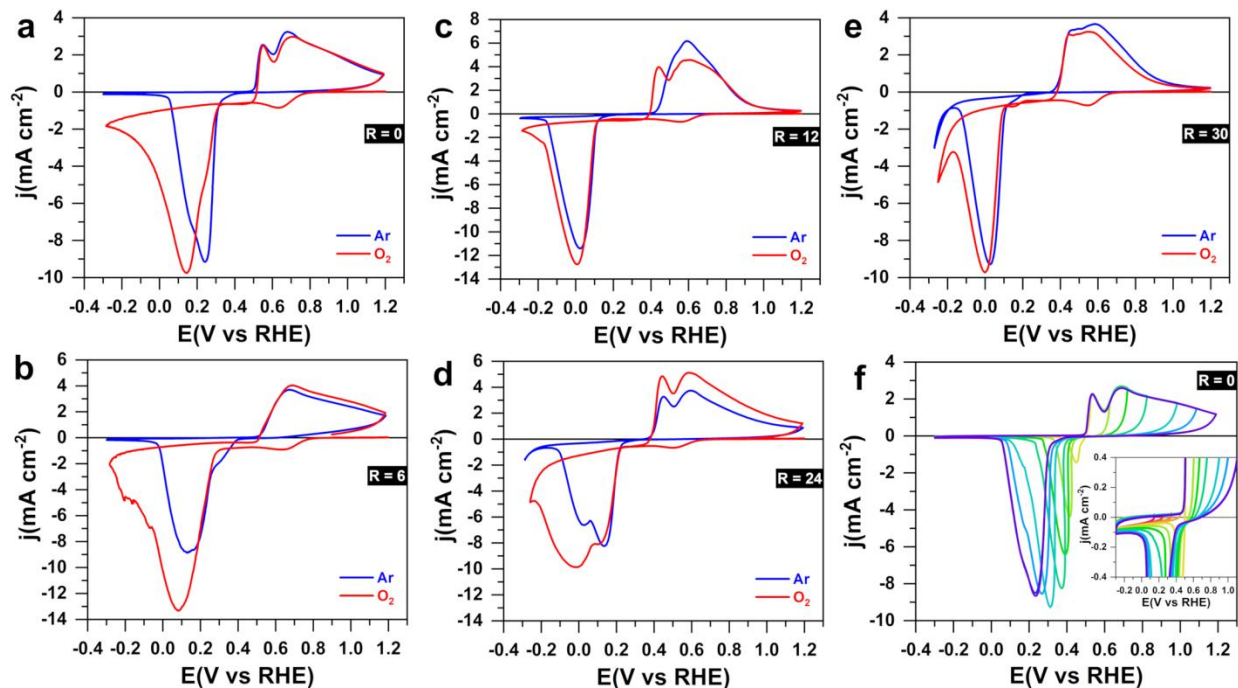 a
4
2
0
-2
-4
-6
-8
-10
j(mA cm⁻²)
R = 0
Ar
O₂
-0.4 -0.2 0.0 0.2 0.4 0.6 0.8 1.0 1.2
E(V vs RHE)
c
8
6
4
2
0
-2
-4
-6
-8
-10
-12
-14
j(mA cm⁻²)
R = 12
Ar
O₂
-0.4 -0.2 0.0 0.2 0.4 0.6 0.8 1.0 1.2
E(V vs RHE)
e
4
2
0
-2
-4
-6
-8
-10
j(mA cm⁻²)
R = 30
Ar
O₂
-0.4 -0.2 0.0 0.2 0.4 0.6 0.8 1.0 1.2
E(V vs RHE)
b
6
4
2
0
-2
-4
-6
-8
-10
-12
-14
j(mA cm⁻²)
R = 6
Ar
O₂
-0.4 -0.2 0.0 0.2 0.4 0.6 0.8 1.0 1.2
E(V vs RHE)
d
6
4
2
0
-2
-4
-6
-8
-10
-12
-14
j(mA cm⁻²)
R = 24
Ar
O₂
-0.4 -0.2 0.0 0.2 0.4 0.6 0.8 1.0 1.2
E(V vs RHE)
f
4
2
0
-2
-4
-6
-8
-10
j(mA cm⁻²)
R = 0
0.4
0.2
0.0
-0.2
-0.4
j(mA cm⁻²)
-0.2 0.0 0.2 0.4 0.6 0.8 1.0
E(V vs RHE)
-0.4 -0.2 0.0 0.2 0.4 0.6 0.8 1.0 1.2
E(V vs RHE)